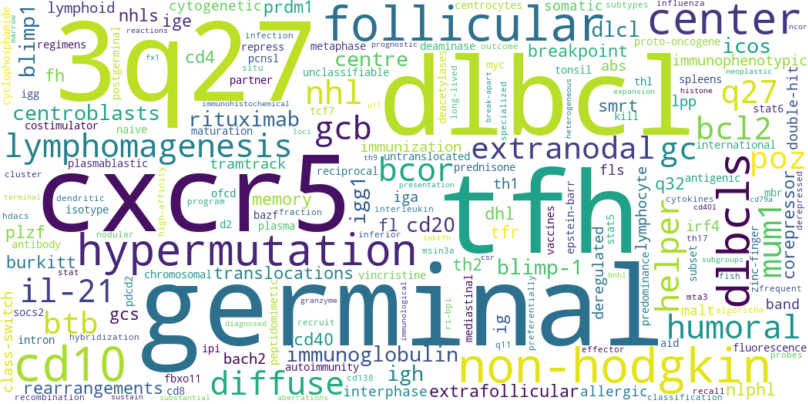 lymphoid cytogenetic somatic subtypes influenza
cyclophosphamide marrow blimp1 nhls ige prdm1 centrocytes
3q27 follicular center ncor
regimens reactions metaphase prognostic deaminase outcome dlcl proto-oncogene
fh cd4 infection repress pcnsl breakpoint icos immunophenotypic
postgerminal fx1 partner situ centre myc tonsil abs thl spleens neoplastic
igg unclassifiable nhl dlbcl q27 double-hit
centroblasts immunohistochemical rituximab deacetylases long-lived break-apart specialized heterogeneous smrt lpp histone stat6
costimulator naive maturation loci tcf7 gcb p11 expansion kill bcl2
lymphomagenesis immunization extranodal gc international
plasmablastic tramtrack untranslocated prednisone fls poz
cluster th9 reciprocal bcor presentation th1 q32 antigenic mbr
terminal dendritic ofcd memory igg1 iga interleukin lymphocyte cytokines cd79a
hdacs isotype high-affinity program cxcr5 tfh dlbcls corepressor derepressed
plzf d2 bazf fraction fl cd20 dhl stat5 irf4 cd401
antibody nodular plasma inferior inktfh tfr vaccines epstein-barr helper mum1 zinc-finger
burkitt stat hypermutation msin3a csr th2 blimp-1 deregulated subset th17 subgroups
chromosomal translocations vincristine bnhl predominance fish frequent
il-21 pdcd2 germinal malt mta3 algorithm band
socs2 peptidomimetic granzyme immunological ri-bpi mediastinal ig preferentially aid fluorescence
class-switch btb gcs diagnosed recruit cd40 humoral probes
intron hybridization ipi immunoglobulin q11 effector
cd10 bach2 autoimmunity igh non-hodgkin
fbxo11 diffuse interphase allergic nlphl
rearrangements cd8 cd138 extrafollicular recall
recombination sustain substantial aberrations classification